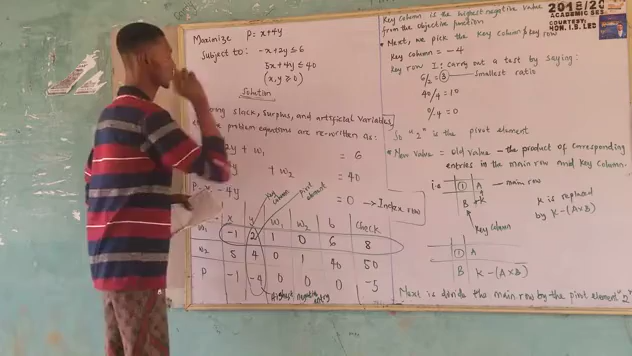 Maximize P = x+4y
Subject to: -x+2y ≤ 6
5x+4y ≤ 40
(x,y ≥ 0)
Solution
slack, surplus, and artificial variables,
problem equations are re-written as:
2y + w₁ = 6
+ w₂ = 40
P-x-4y = 0 → Index row
key column
pivot element
x y w₁ w₂ b check
w₁ -1 2 1 0 6 8
w₂ 5 4 0 1 40 50
P -1 -4 0 0 0 -5
highest negative entry
Key column is the highest negative value
from the objective function
* Next, we pick the key column & key row
Key column = -4
Key row I: carry out a test by saying:
6/2 = 3 → smallest ratio
40/4 = 10
0/4 = 0
So "2" is the pivot element
* New value = old value - the product of corresponding
entries in the main row and key column.
i.e
1 A — main row
B k
key column
K is replaced
by K-(A×B)
1 A
B K-(A×B)
Next is divide the main row by the pivot element "2"
2019/20
ACADEMIC SES
COURTESY:
HON. I.S. LEO